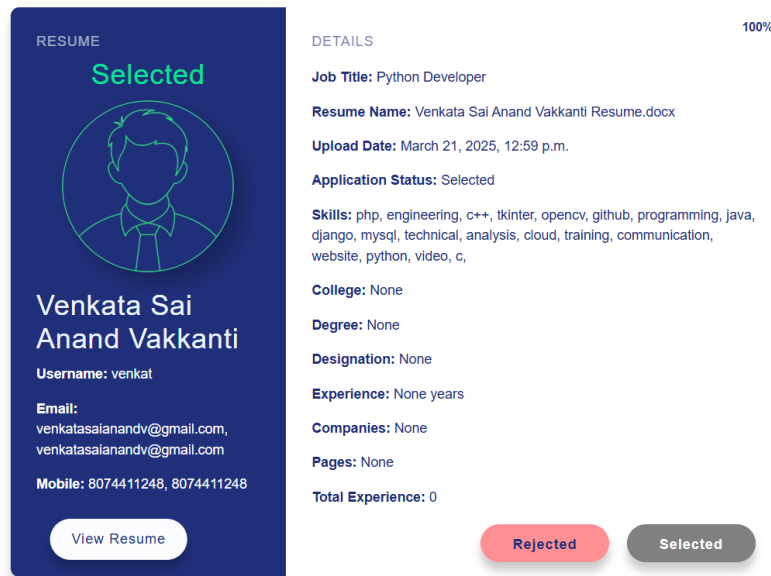 RESUME
Selected
Venkata Sai
Anand Vakkanti
Username: venkat
Email:
venkatasaianandv@gmail.com,
venkatasaianandv@gmail.com
Mobile: 8074411248, 8074411248
View Resume
100%
DETAILS
Job Title: Python Developer
Resume Name: Venkata Sai Anand Vakkanti Resume.docx
Upload Date: March 21, 2025, 12:59 p.m.
Application Status: Selected
Skills: php, engineering, c++, tkinter, opencv, github, programming, java,
django, mysql, technical, analysis, cloud, training, communication,
website, python, video, c,
College: None
Degree: None
Designation: None
Experience: None years
Companies: None
Pages: None
Total Experience: 0
Rejected
Selected